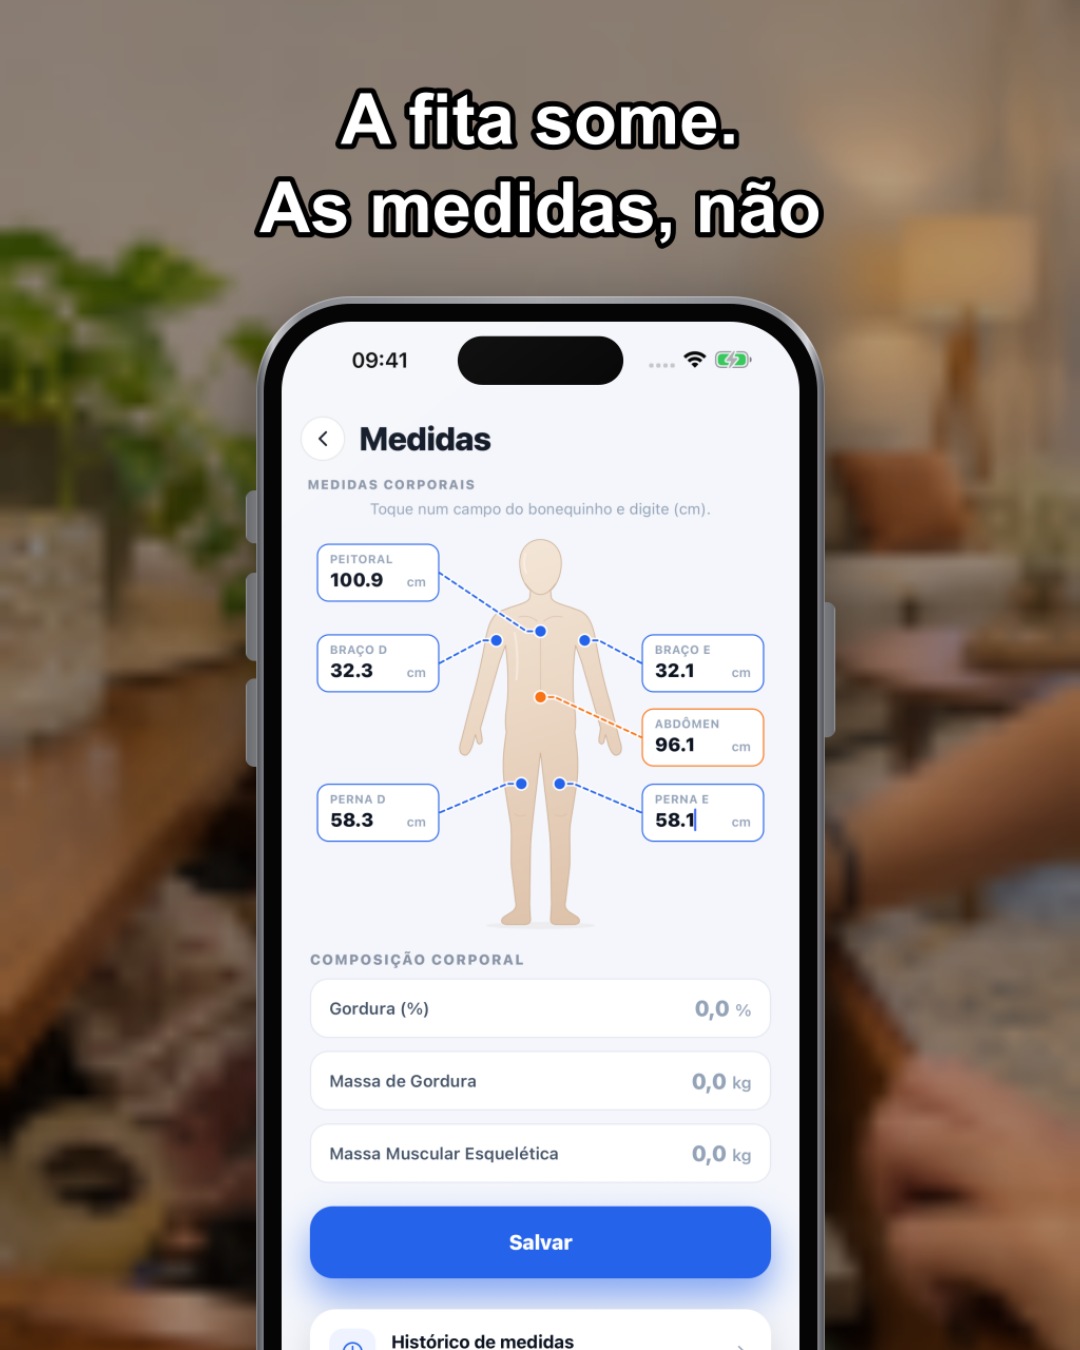 A fita some.
As medidas, não
09:41
Medidas
MEDIDAS CORPORAIS
Toque num campo do bonequinho e digite (cm).
PEITORAL
100.9 cm
BRAÇO D
32.3 cm
BRAÇO E
32.1 cm
ABDÔMEN
96.1 cm
PERNA D
58.3 cm
PERNA E
58.1 cm
COMPOSIÇÃO CORPORAL
Gordura (%) 0,0 %
Massa de Gordura 0,0 kg
Massa Muscular Esquelética 0,0 kg
Salvar
Histórico de medidas